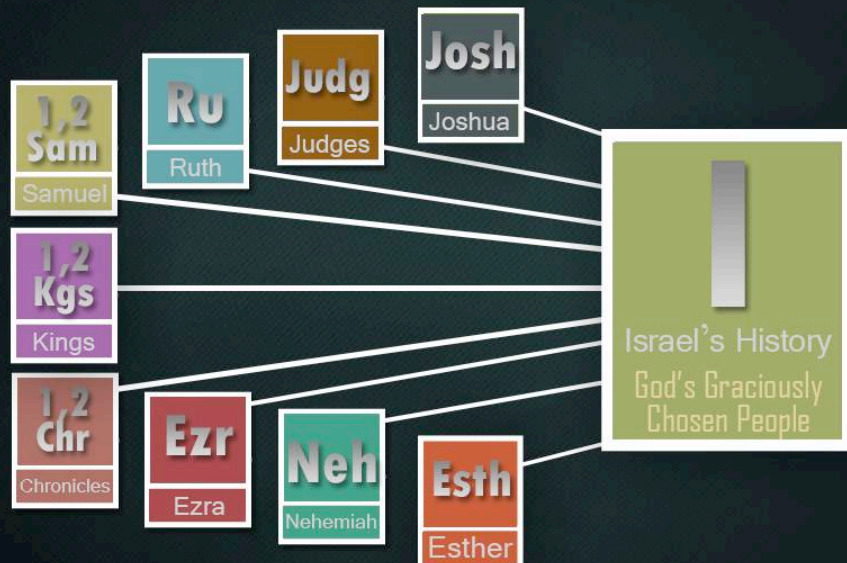 Josh
Joshua
Judg
Judges
Ru
Ruth
1,2
Sam
Samuel
1,2
Kgs
Kings
1,2
Chr
Chronicles
Ezr
Ezra
Neh
Nehemiah
Esth
Esther
I
Israel's History
God's Graciously
Chosen People